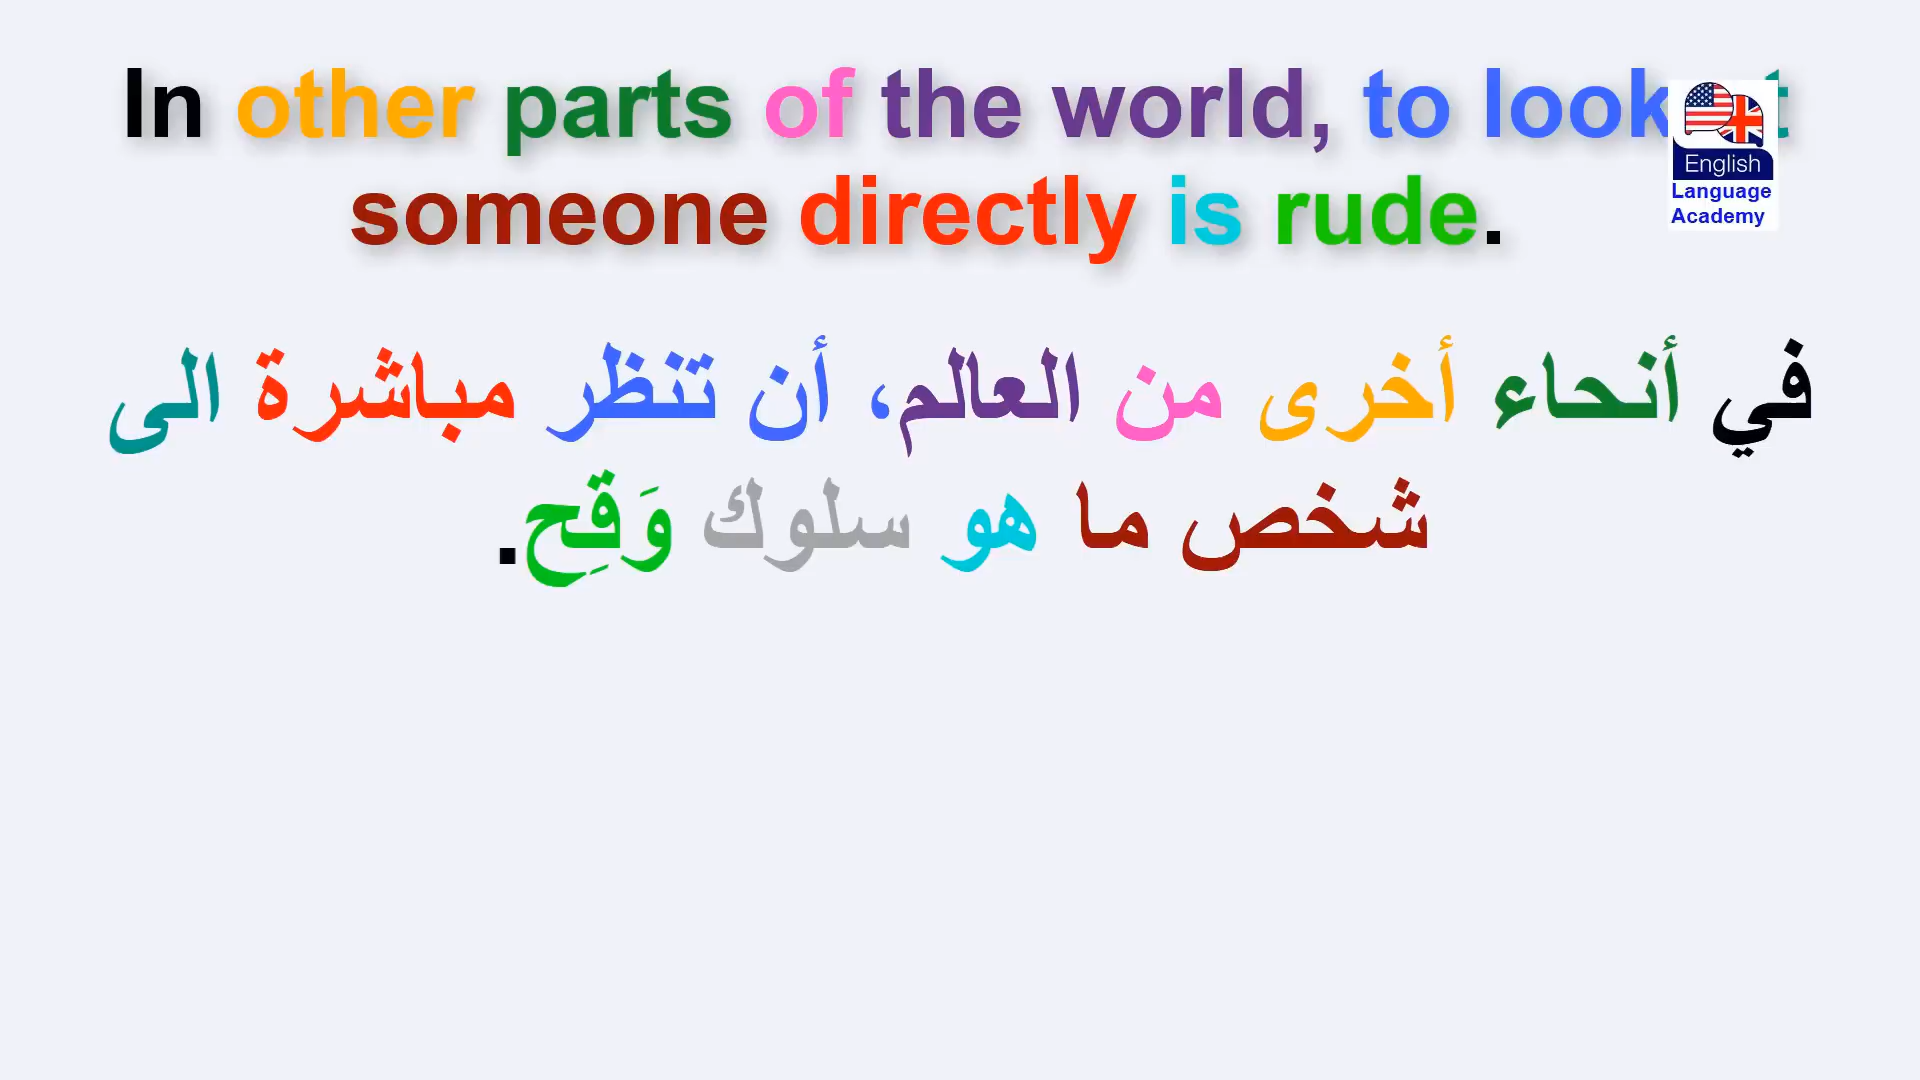 In other parts of the world, to look
someone directly is rude.
English
Language
Academy
في أنحاء أخرى من العالم، أن تنظر مباشرة الى
شخص ما هو سلوك وَقِح.